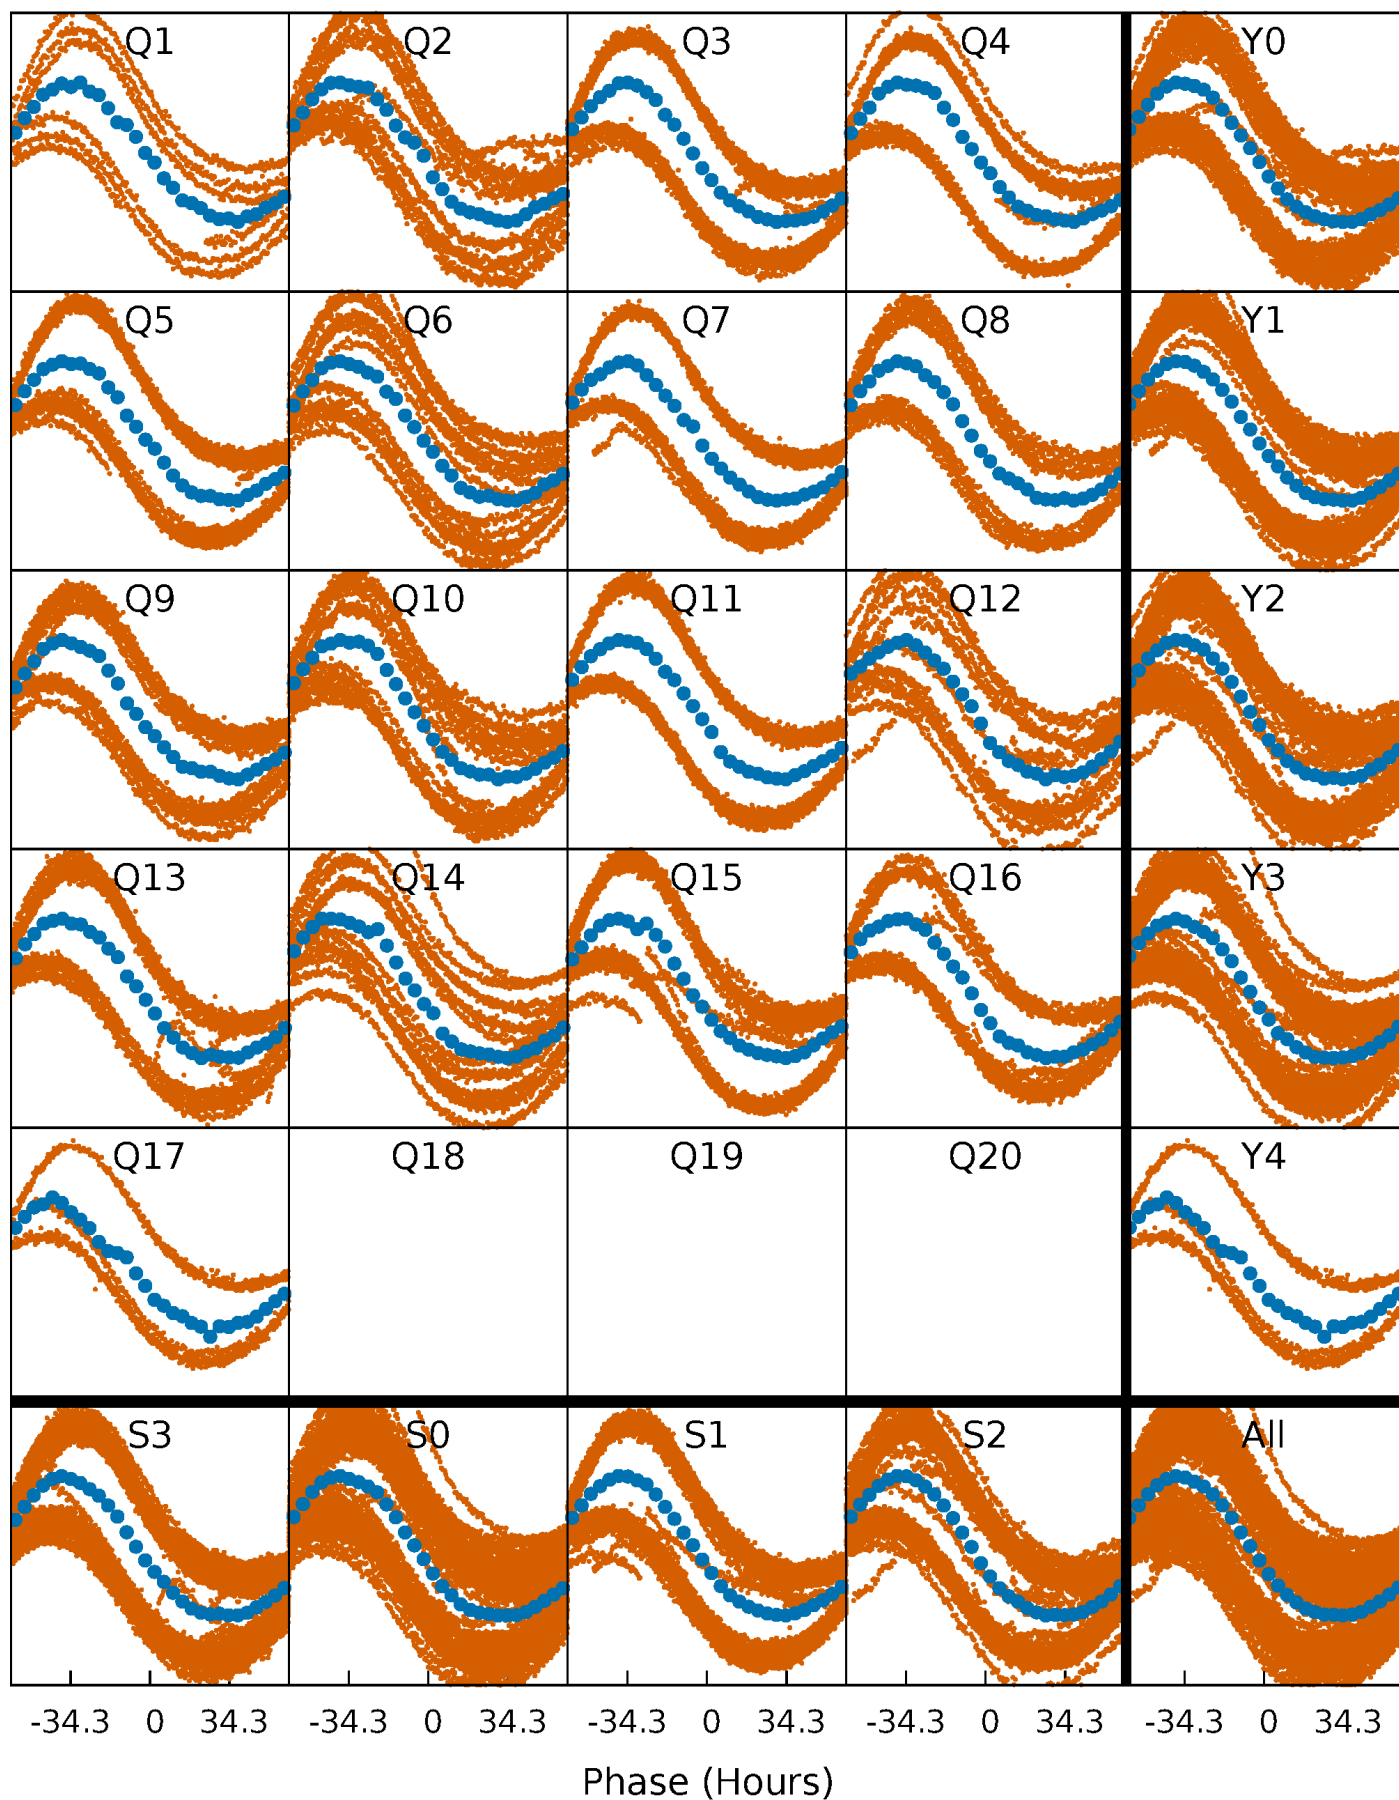 Q1 Q2 Q3 Q4 Y0
Q5 Q6 Q7 Q8 Y1
Q9 Q10 Q11 Q12 Y2
Q13 Q14 Q15 Q16 Y3
Q17 Q18 Q19 Q20 Y4
S3 S0 S1 S2 All
-34.3 0 34.3 -34.3 0 34.3 -34.3 0 34.3 -34.3 0 34.3 -34.3 0 34.3
Phase (Hours)